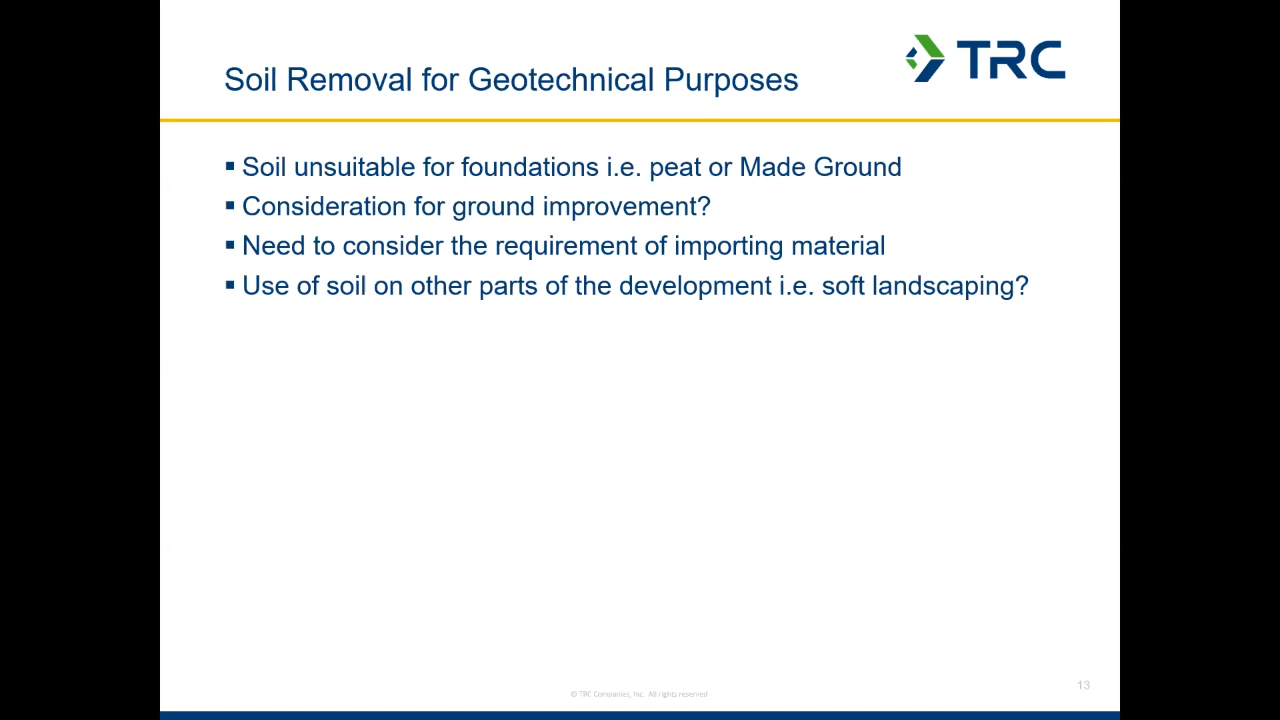 TRC
Soil Removal for Geotechnical Purposes
▪ Soil unsuitable for foundations i.e. peat or Made Ground
▪ Consideration for ground improvement?
▪ Need to consider the requirement of importing material
▪ Use of soil on other parts of the development i.e. soft landscaping?
13
© TRC Companies, Inc. All rights reserved